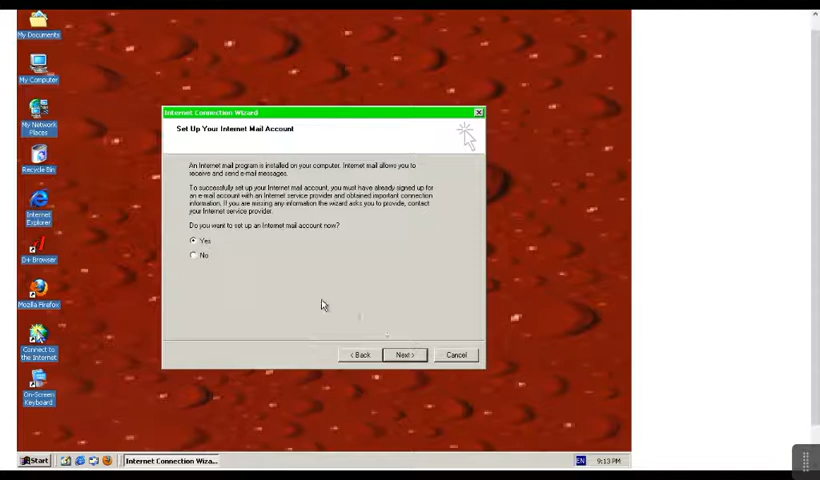 My Documents
My Computer
My Network
Places
Recycle Bin
Internet
Explorer
D+ Browser
Mozilla Firefox
Connect to
the Internet
On-Screen
Keyboard
Internet Connection Wizard
Set Up Your Internet Mail Account
An Internet mail program is installed on your computer. Internet mail allows you to
receive and send e-mail messages.
To successfully set up your Internet mail account, you must have already signed up for
an e-mail account with an Internet service provider and obtained important connection
information. If you are missing any information the wizard asks you to provide, contact
your Internet service provider.
Do you want to set up an Internet mail account now?
Yes
No
< Back
Next >
Cancel
Start
Internet Connection Wiza...
EN
9:13 PM